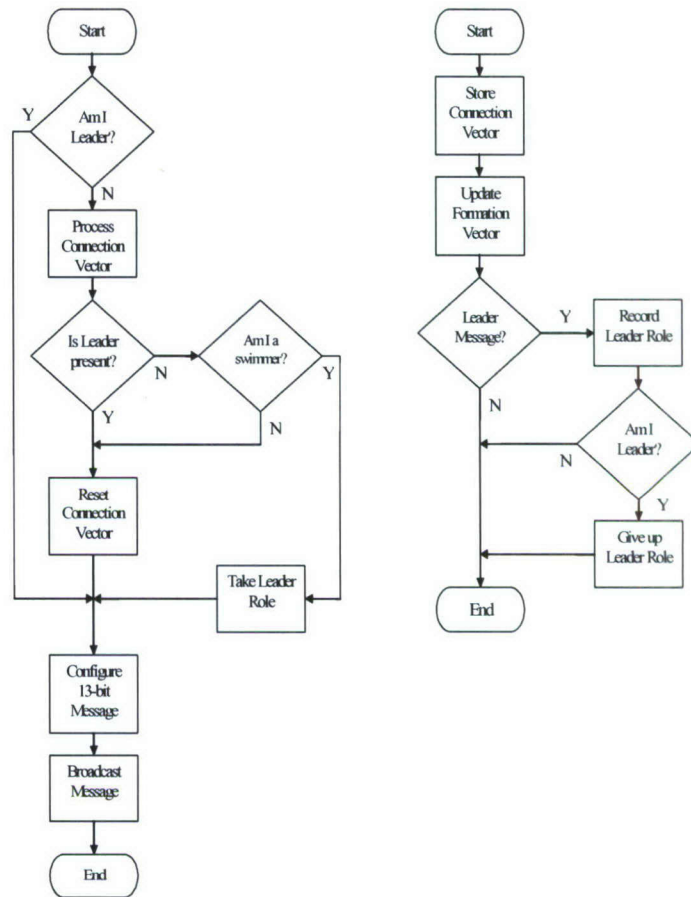 Start
Am I
Leader?
Y
N
Process
Connection
Vector
Is Leader
present?
N
Am I a
swimmer?
Y
Y
N
Reset
Connection
Vector
Take Leader
Role
Configure
13-bit
Message
Broadcast
Message
End
Start
Store
Connection
Vector
Update
Formation
Vector
Leader
Message?
Y
Record
Leader Role
N
Am I
Leader?
N
Y
Give up
Leader Role
End